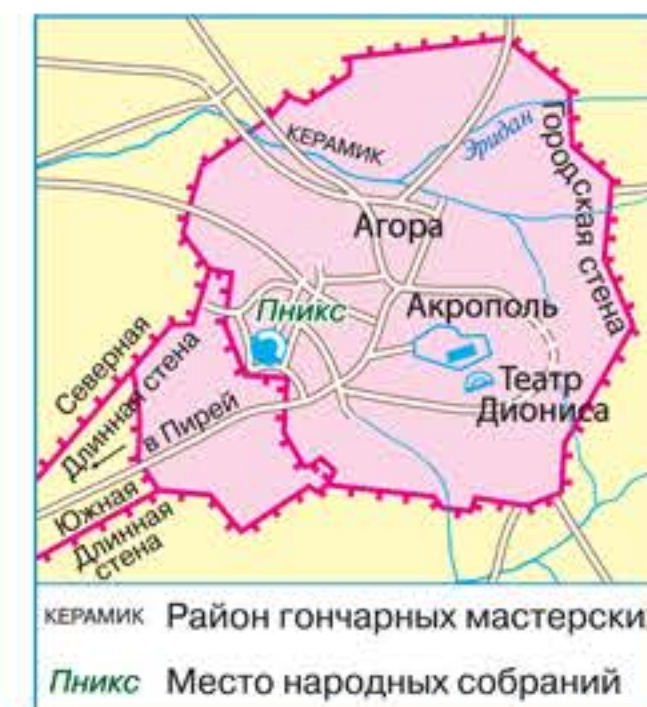 КЕРАМИК
Эридан
Городская стена
Агора
Пникс
Акрополь
Театр
Диониса
Северная
Длинная стена
в Пирей
Южная
Длинная
стена
КЕРАМИК Район гончарных мастерских
Пникс Место народных собраний